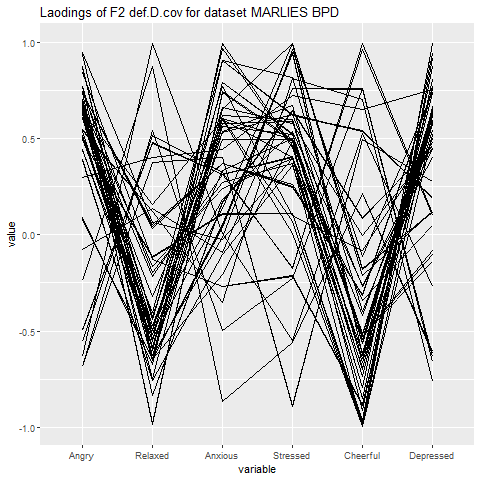 Laodings of F2 def.D.cov for dataset MARLIES BPD
1.0
0.5
0.0
-0.5
-1.0
value
Angry Relaxed Anxious Stressed Cheerful Depressed
variable